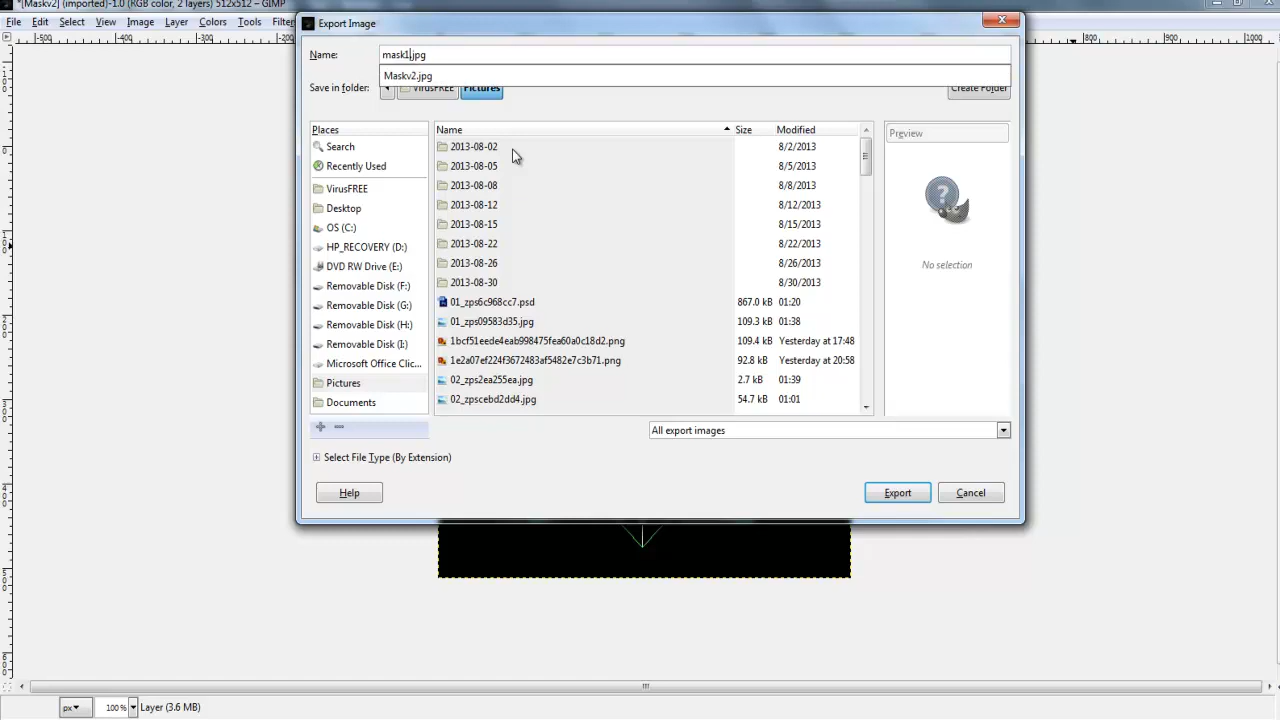 *[Maskv2] (imported)-1.0 (RGB color, 2 layers) 512x512 – GIMP
Export Image
File Edit Select View Image Layer Colors Tools Filter
-500 -400 -300 -200 800 900 1000
Name: mask1.jpg
Maskv2.jpg
Save in folder: VirusFREE Pictures Create Folder
Places Name Size Modified Preview
Search 2013-08-02 8/2/2013
Recently Used 2013-08-05 8/5/2013
VirusFREE 2013-08-08 8/8/2013
Desktop 2013-08-12 8/12/2013
OS (C:) 2013-08-15 8/15/2013
HP_RECOVERY (D:) 2013-08-22 8/22/2013
DVD RW Drive (E:) 2013-08-26 8/26/2013 No selection
Removable Disk (F:) 2013-08-30 8/30/2013
Removable Disk (G:) 01_zps6c968cc7.psd 867.0 kB 01:20
Removable Disk (H:) 01_zps09583d35.jpg 109.3 kB 01:38
Removable Disk (I:) 1bcf51eede4eab998475fea60a0c18d2.png 109.4 kB Yesterday at 17:48
Microsoft Office Clic... 1e2a07ef224f3672483af5482e7c3b71.png 92.8 kB Yesterday at 20:58
Pictures 02_zps2ea255ea.jpg 2.7 kB 01:39
Documents 02_zpscebd2dd4.jpg 54.7 kB 01:01
All export images
Select File Type (By Extension)
Help Export Cancel
px 100% Layer (3.6 MB)